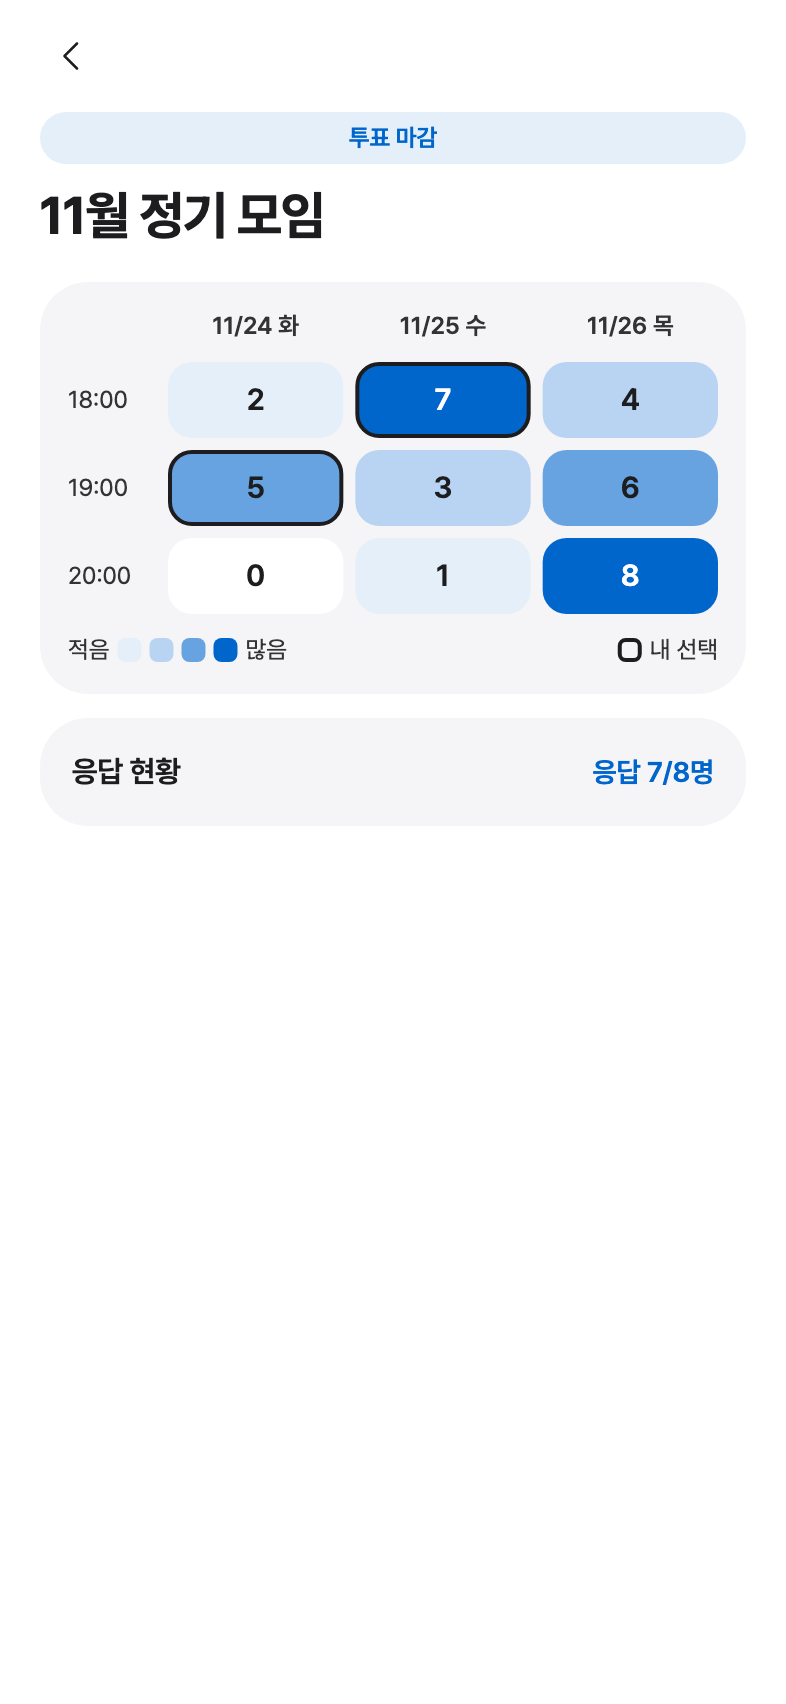 투표 마감
11월 정기 모임
11/24 화 11/25 수 11/26 목
18:00 2 7 4
19:00 5 3 6
20:00 0 1 8
적음 많음 내 선택
응답 현황 응답 7/8명